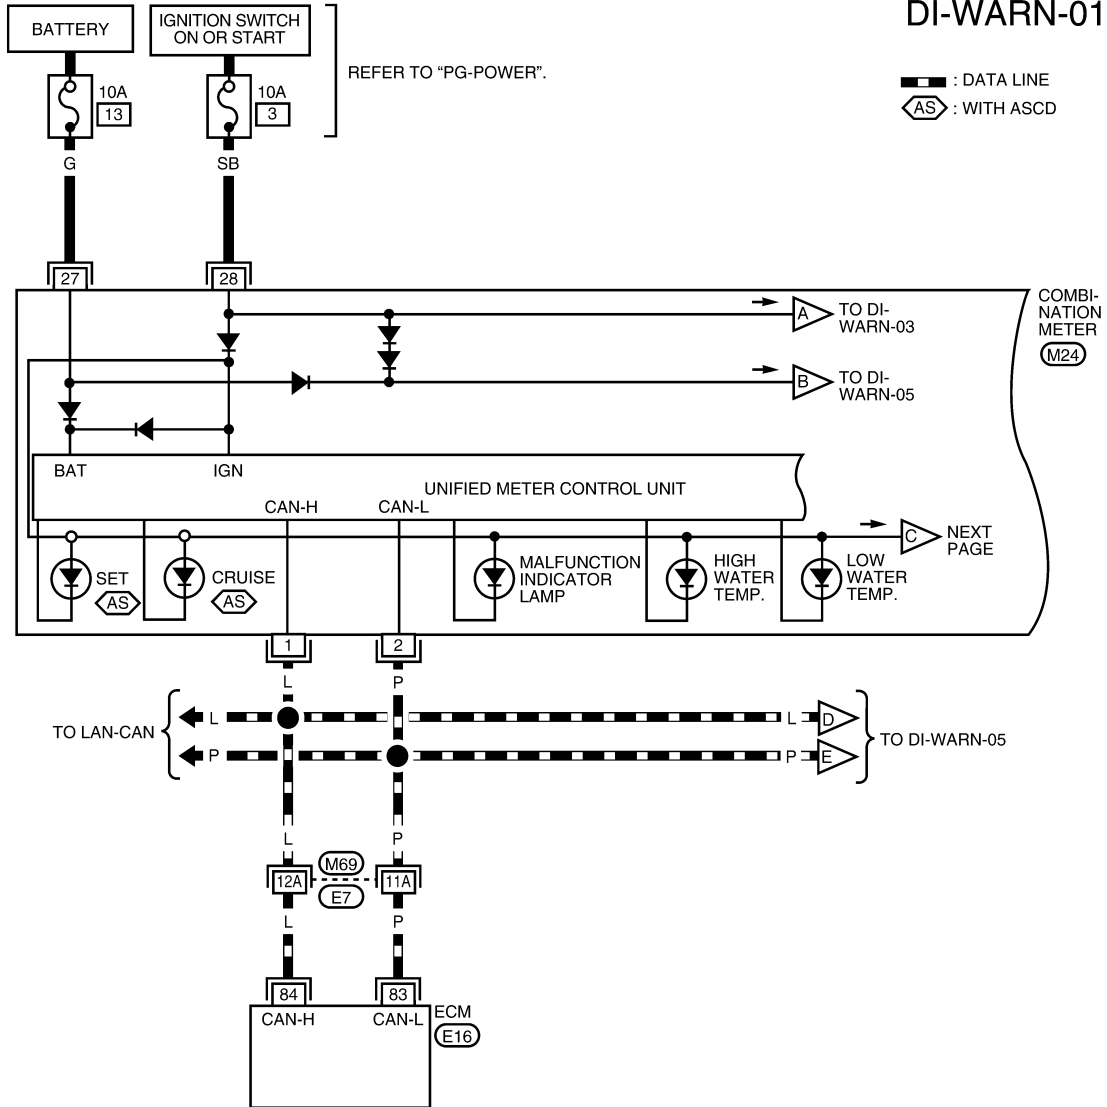 DI-WARN-01
BATTERY
IGNITION SWITCH
ON OR START
REFER TO “PG-POWER”.
: DATA LINE
AS : WITH ASCD
10A
13
10A
3
G
SB
27
28
COMBI-
NATION
METER
M24
A
TO DI-
WARN-03
B
TO DI-
WARN-05
BAT
IGN
UNIFIED METER CONTROL UNIT
CAN-H
CAN-L
C
NEXT
PAGE
SET
AS
CRUISE
AS
MALFUNCTION
INDICATOR
LAMP
HIGH
WATER
TEMP.
LOW
WATER
TEMP.
1
2
L
P
TO LAN-CAN
L
L
D
P
P
E
TO DI-WARN-05
L
P
12A
M69
E7
11A
L
P
84
83
CAN-H
CAN-L
ECM
E16